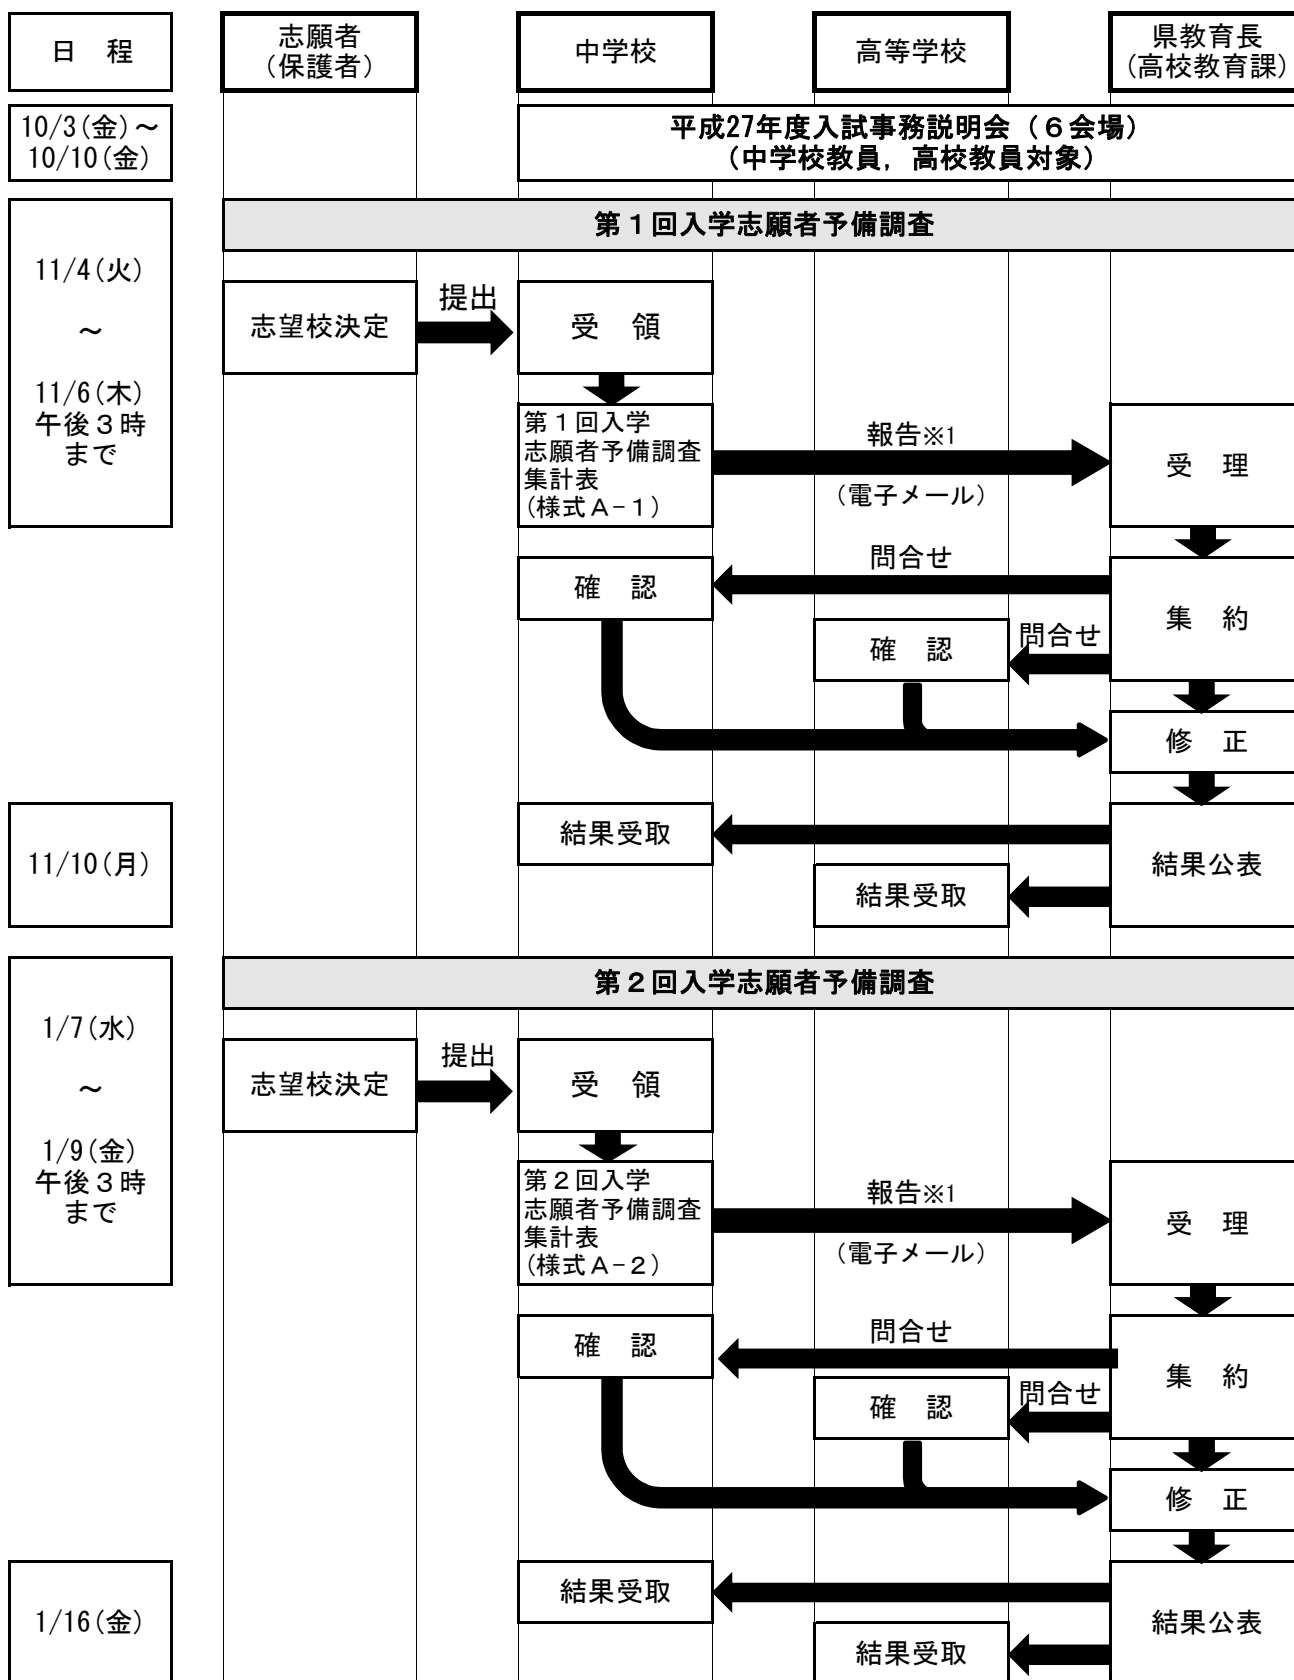 日　程
志願者
(保護者)
中学校
高等学校
県教育長
(高校教育課)
10/3(金)～
10/10(金)
平成27年度入試事務説明会（６会場）
（中学校教員，高校教員対象）
第１回入学志願者予備調査
11/4(火)
～
11/6(木)
午後３時
まで
志望校決定
提出
受　領
第１回入学
志願者予備調査
集計表
(様式Ａ−１)
報告※1
(電子メール)
受　理
確　認
問合せ
集　約
確　認
問合せ
修　正
11/10(月)
結果受取
結果公表
結果受取
第２回入学志願者予備調査
1/7(水)
～
1/9(金)
午後３時
まで
志望校決定
提出
受　領
第２回入学
志願者予備調査
集計表
(様式Ａ−２)
報告※1
(電子メール)
受　理
確　認
問合せ
集　約
確　認
問合せ
修　正
1/16(金)
結果受取
結果公表
結果受取